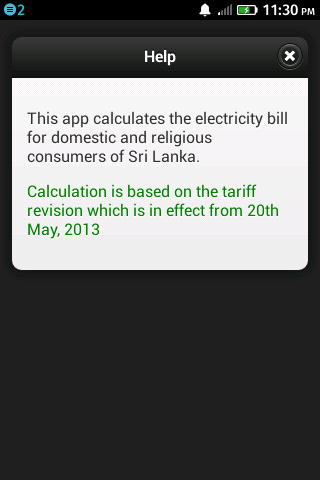 2
11:30 PM
Help
This app calculates the electricity bill
for domestic and religious
consumers of Sri Lanka.
Calculation is based on the tariff
revision which is in effect from 20th
May, 2013